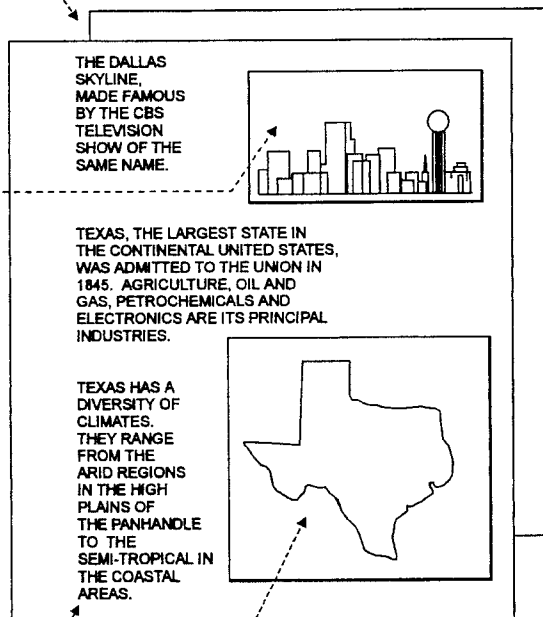 THE DALLAS
SKYLINE,
MADE FAMOUS
BY THE CBS
TELEVISION
SHOW OF THE
SAME NAME.
TEXAS, THE LARGEST STATE IN
THE CONTINENTAL UNITED STATES,
WAS ADMITTED TO THE UNION IN
1845. AGRICULTURE, OIL AND
GAS, PETROCHEMICALS AND
ELECTRONICS ARE ITS PRINCIPAL
INDUSTRIES.
TEXAS HAS A
DIVERSITY OF
CLIMATES.
THEY RANGE
FROM THE
ARID REGIONS
IN THE HIGH
PLAINS OF
THE PANHANDLE
TO THE
SEMI-TROPICAL IN
THE COASTAL
AREAS.